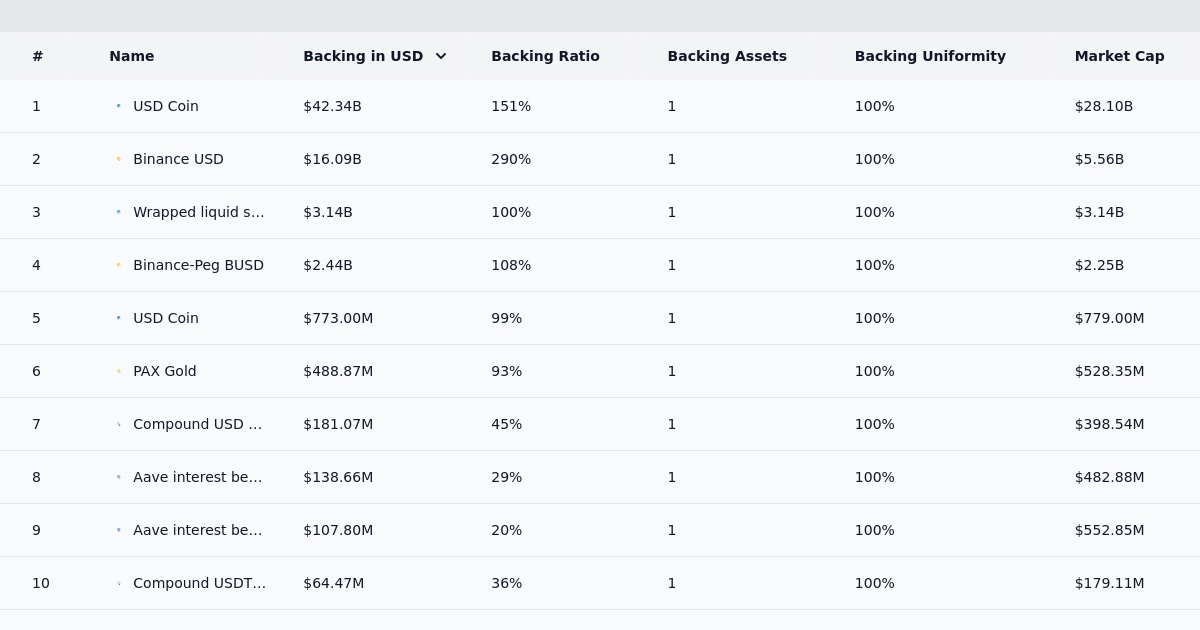 # Name Backing in USD Backing Ratio Backing Assets Backing Uniformity Market Cap
1 USD Coin $42.34B 151% 1 100% $28.10B
2 Binance USD $16.09B 290% 1 100% $5.56B
3 Wrapped liquid s... $3.14B 100% 1 100% $3.14B
4 Binance-Peg BUSD $2.44B 108% 1 100% $2.25B
5 USD Coin $773.00M 99% 1 100% $779.00M
6 PAX Gold $488.87M 93% 1 100% $528.35M
7 Compound USD ... $181.07M 45% 1 100% $398.54M
8 Aave interest be... $138.66M 29% 1 100% $482.88M
9 Aave interest be... $107.80M 20% 1 100% $552.85M
10 Compound USDT... $64.47M 36% 1 100% $179.11M